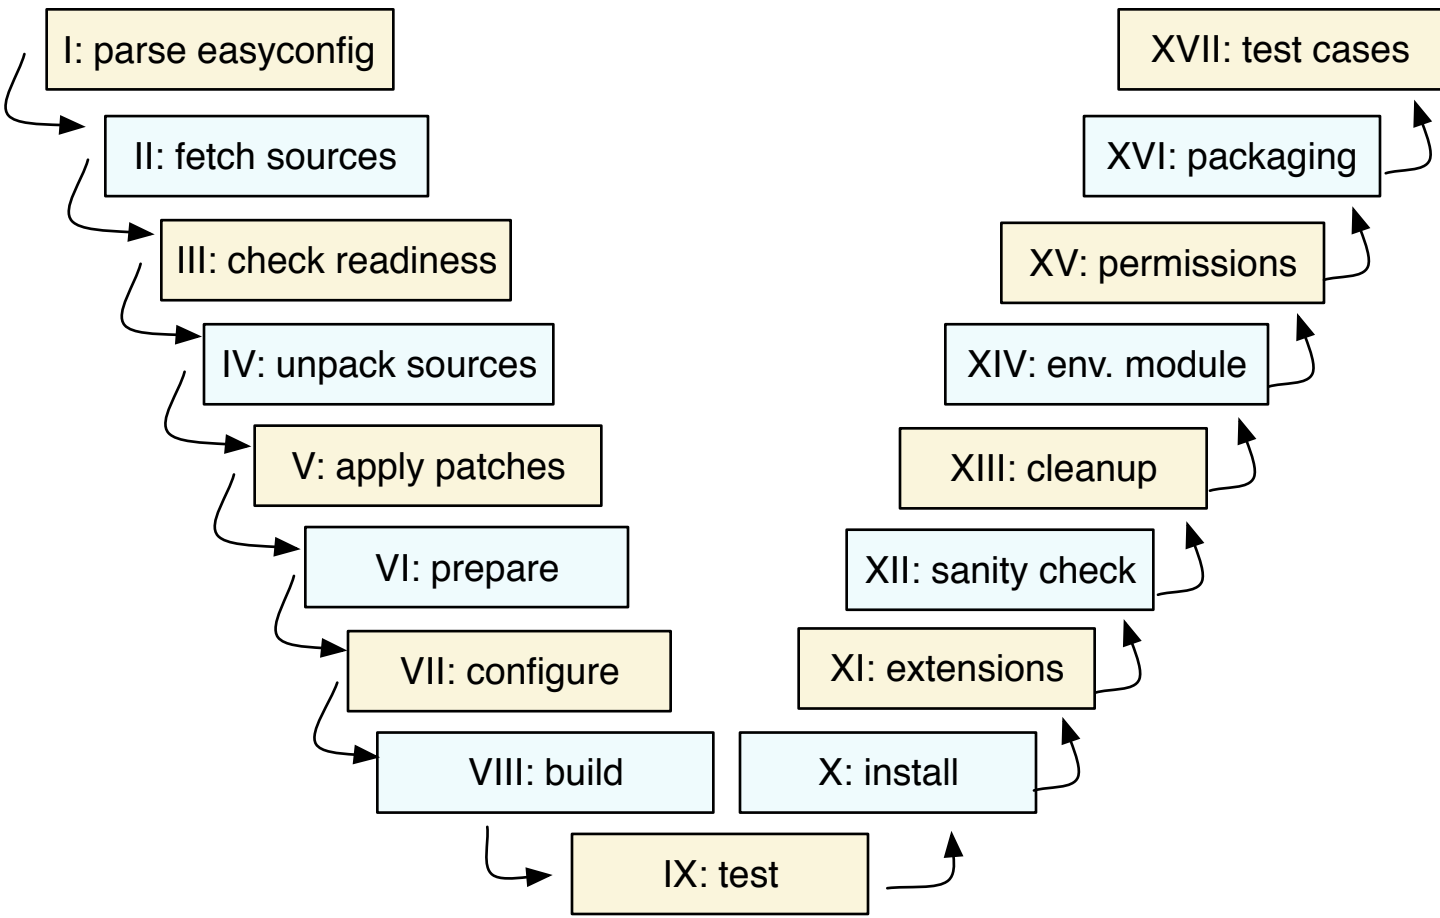 I: parse easyconfig
II: fetch sources
III: check readiness
IV: unpack sources
V: apply patches
VI: prepare
VII: configure
VIII: build
IX: test
X: install
XI: extensions
XII: sanity check
XIII: cleanup
XIV: env. module
XV: permissions
XVI: packaging
XVII: test cases